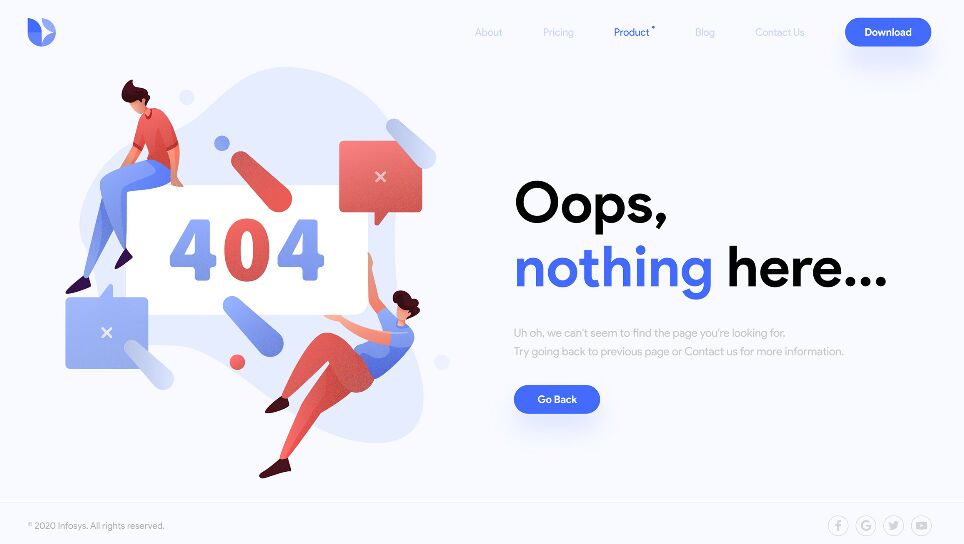 About
Pricing
Product
Blog
Contact Us
Download
404
Oops,
nothing here...
Uh oh, we can't seem to find the page you're looking for.
Try going back to previous page or Contact us for more information.
Go Back
© 2020 Infosys. All rights reserved.